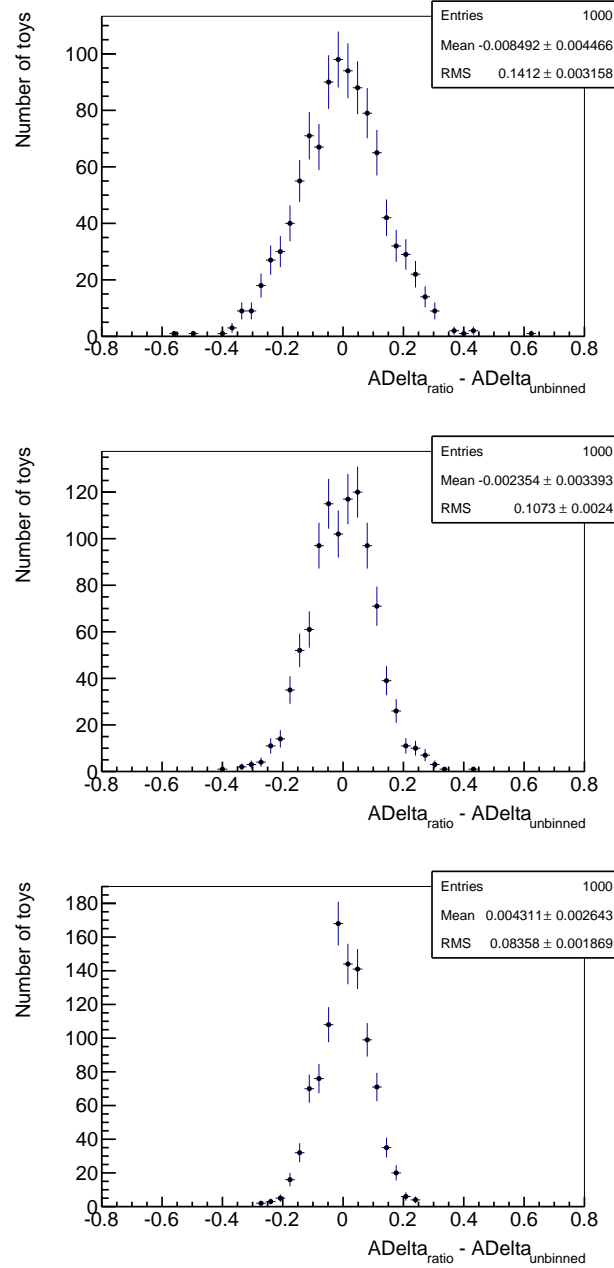 Entries 1000
Mean -0.008492 ± 0.004466
RMS 0.1412 ± 0.003158
Number of toys
100
80
60
40
20
0
-0.8 -0.6 -0.4 -0.2 0 0.2 0.4 0.6 0.8
ADelta_ratio - ADelta_unbinned
Entries 1000
Mean -0.002354 ± 0.003393
RMS 0.1073 ± 0.0024
Number of toys
120
100
80
60
40
20
0
-0.8 -0.6 -0.4 -0.2 0 0.2 0.4 0.6 0.8
ADelta_ratio - ADelta_unbinned
Entries 1000
Mean 0.004311 ± 0.002643
RMS 0.08358 ± 0.001869
Number of toys
180
160
140
120
100
80
60
40
20
0
-0.8 -0.6 -0.4 -0.2 0 0.2 0.4 0.6 0.8
ADelta_ratio - ADelta_unbinned